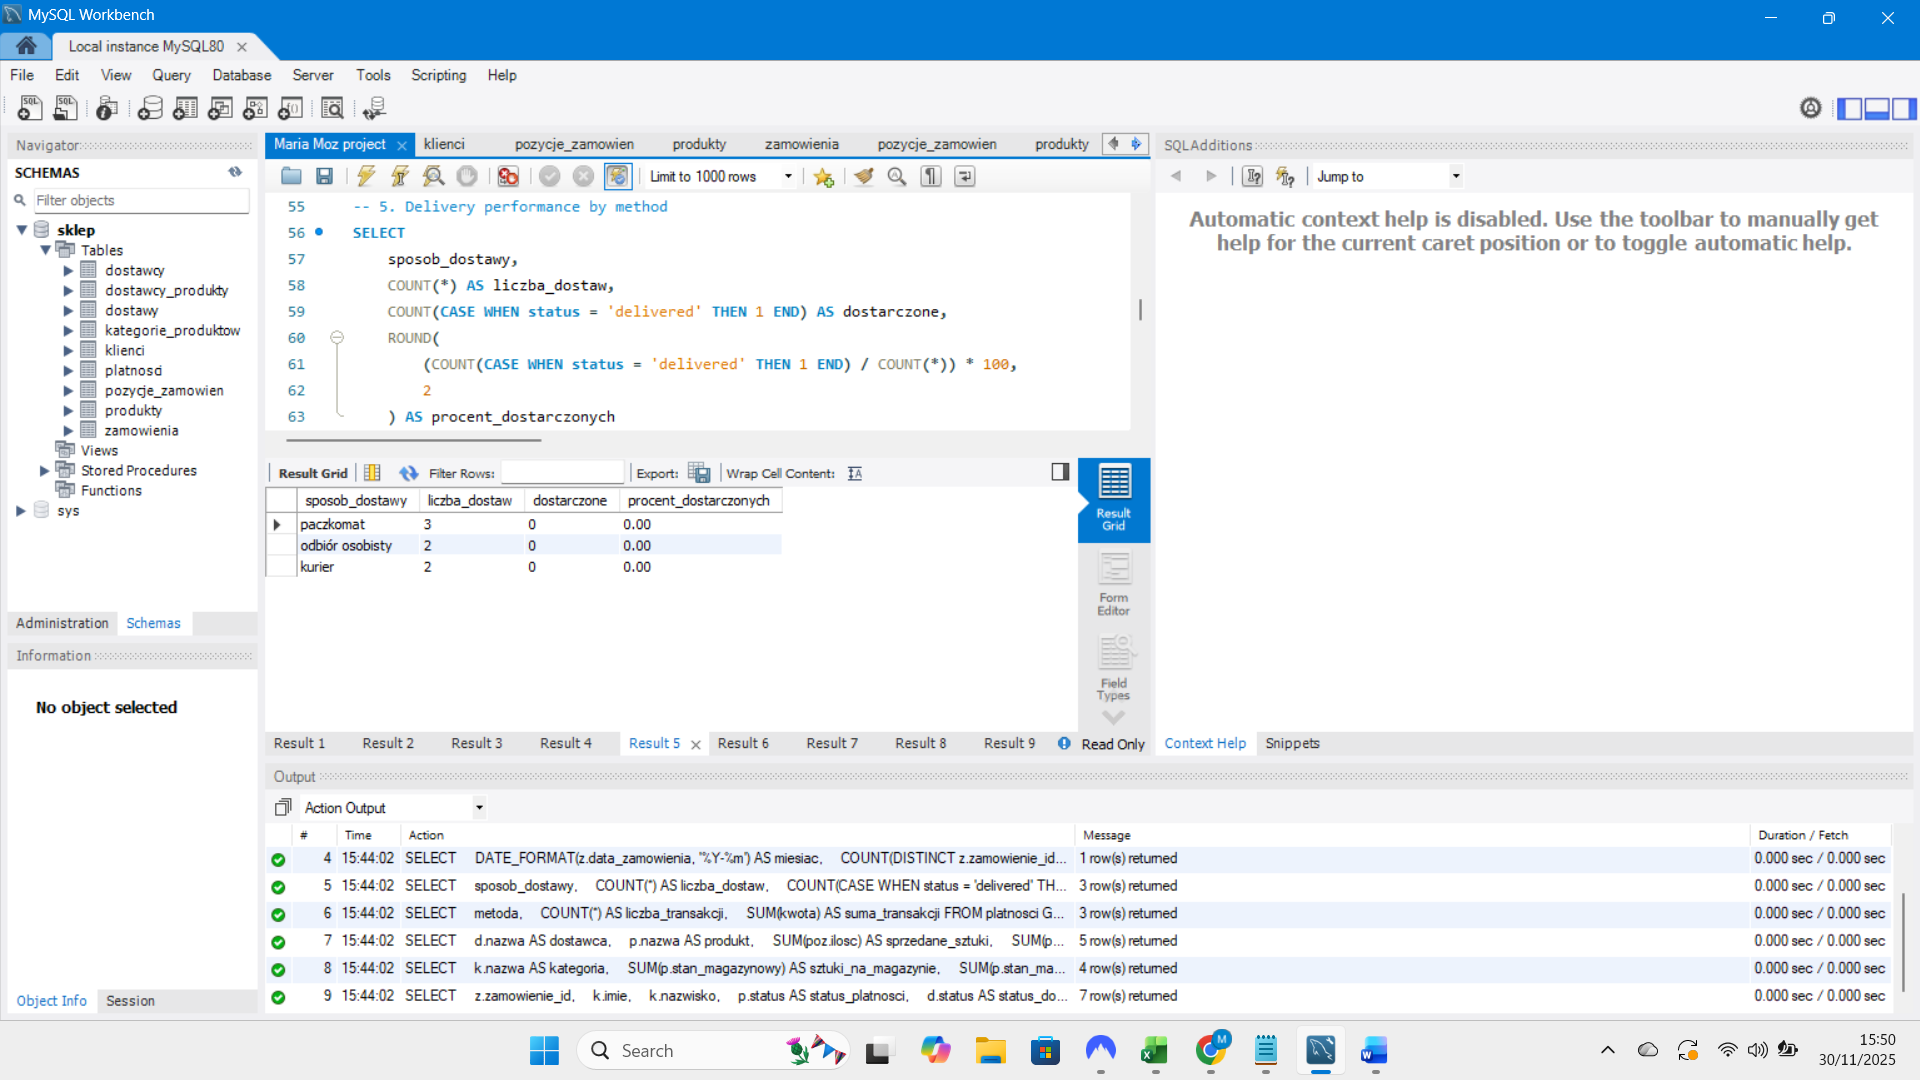 MySQL Workbench
Local instance MySQL80
File Edit View Query Database Server Tools Scripting Help
Navigator
SCHEMAS
Filter objects
sklep
Tables
dostawcy
dostawcy_produkty
dostawy
kategorie_produktow
klienci
platnosci
pozycje_zamowien
produkty
zamowienia
Views
Stored Procedures
Functions
sys
Administration Schemas
Information
No object selected
Object Info Session
Maria Moz project klienci pozycje_zamowien produkty zamowienia pozycje_zamowien produkty
Limit to 1000 rows
55 -- 5. Delivery performance by method
56 SELECT
57 sposob_dostawy,
58 COUNT(*) AS liczba_dostaw,
59 COUNT(CASE WHEN status = 'delivered' THEN 1 END) AS dostarczone,
60 ROUND(
61 (COUNT(CASE WHEN status = 'delivered' THEN 1 END) / COUNT(*)) * 100,
62 2
63 ) AS procent_dostarczonych
Result Grid Filter Rows: Export: Wrap Cell Content:
sposob_dostawy liczba_dostaw dostarczone procent_dostarczonych
paczkomat 3 0 0.00
odbiór osobisty 2 0 0.00
kurier 2 0 0.00
Result Grid
Form Editor
Field Types
Result 1 Result 2 Result 3 Result 4 Result 5 Result 6 Result 7 Result 8 Result 9 Read Only
SQLAdditions
Jump to
Automatic context help is disabled. Use the toolbar to manually get
help for the current caret position or to toggle automatic help.
Context Help Snippets
Output
Action Output
# Time Action Message Duration / Fetch
4 15:44:02 SELECT DATE_FORMAT(z.data_zamowienia, '%Y-%m') AS miesiac, COUNT(DISTINCT z.zamowienie_id... 1 row(s) returned 0.000 sec / 0.000 sec
5 15:44:02 SELECT sposob_dostawy, COUNT(*) AS liczba_dostaw, COUNT(CASE WHEN status = 'delivered' TH... 3 row(s) returned 0.000 sec / 0.000 sec
6 15:44:02 SELECT metoda, COUNT(*) AS liczba_transakcji, SUM(kwota) AS suma_transakcji FROM platnosci G... 3 row(s) returned 0.000 sec / 0.000 sec
7 15:44:02 SELECT d.nazwa AS dostawca, p.nazwa AS produkt, SUM(poz.ilosc) AS sprzedane_sztuki, SUM(p... 5 row(s) returned 0.000 sec / 0.000 sec
8 15:44:02 SELECT k.nazwa AS kategoria, SUM(p.stan_magazynowy) AS sztuki_na_magazynie, SUM(p.stan_ma... 4 row(s) returned 0.000 sec / 0.000 sec
9 15:44:02 SELECT z.zamowienie_id, k.imie, k.nazwisko, p.status AS status_platnosci, d.status AS status_do... 7 row(s) returned 0.000 sec / 0.000 sec
Search
15:50
30/11/2025